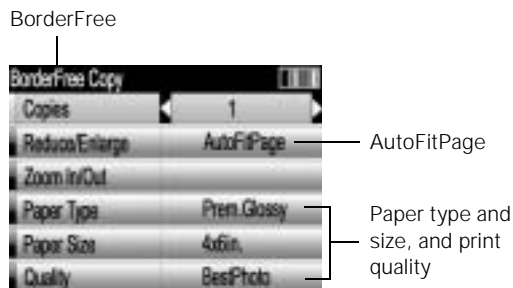 BorderFree
BorderFree Copy
Copies 1
Reduce/Enlarge AutoFitPage AutoFitPage
Zoom In/Out
Paper Type Prem.Glossy
Paper Size 4x6in.
Quality BestPhoto
Paper type and
size, and print
quality